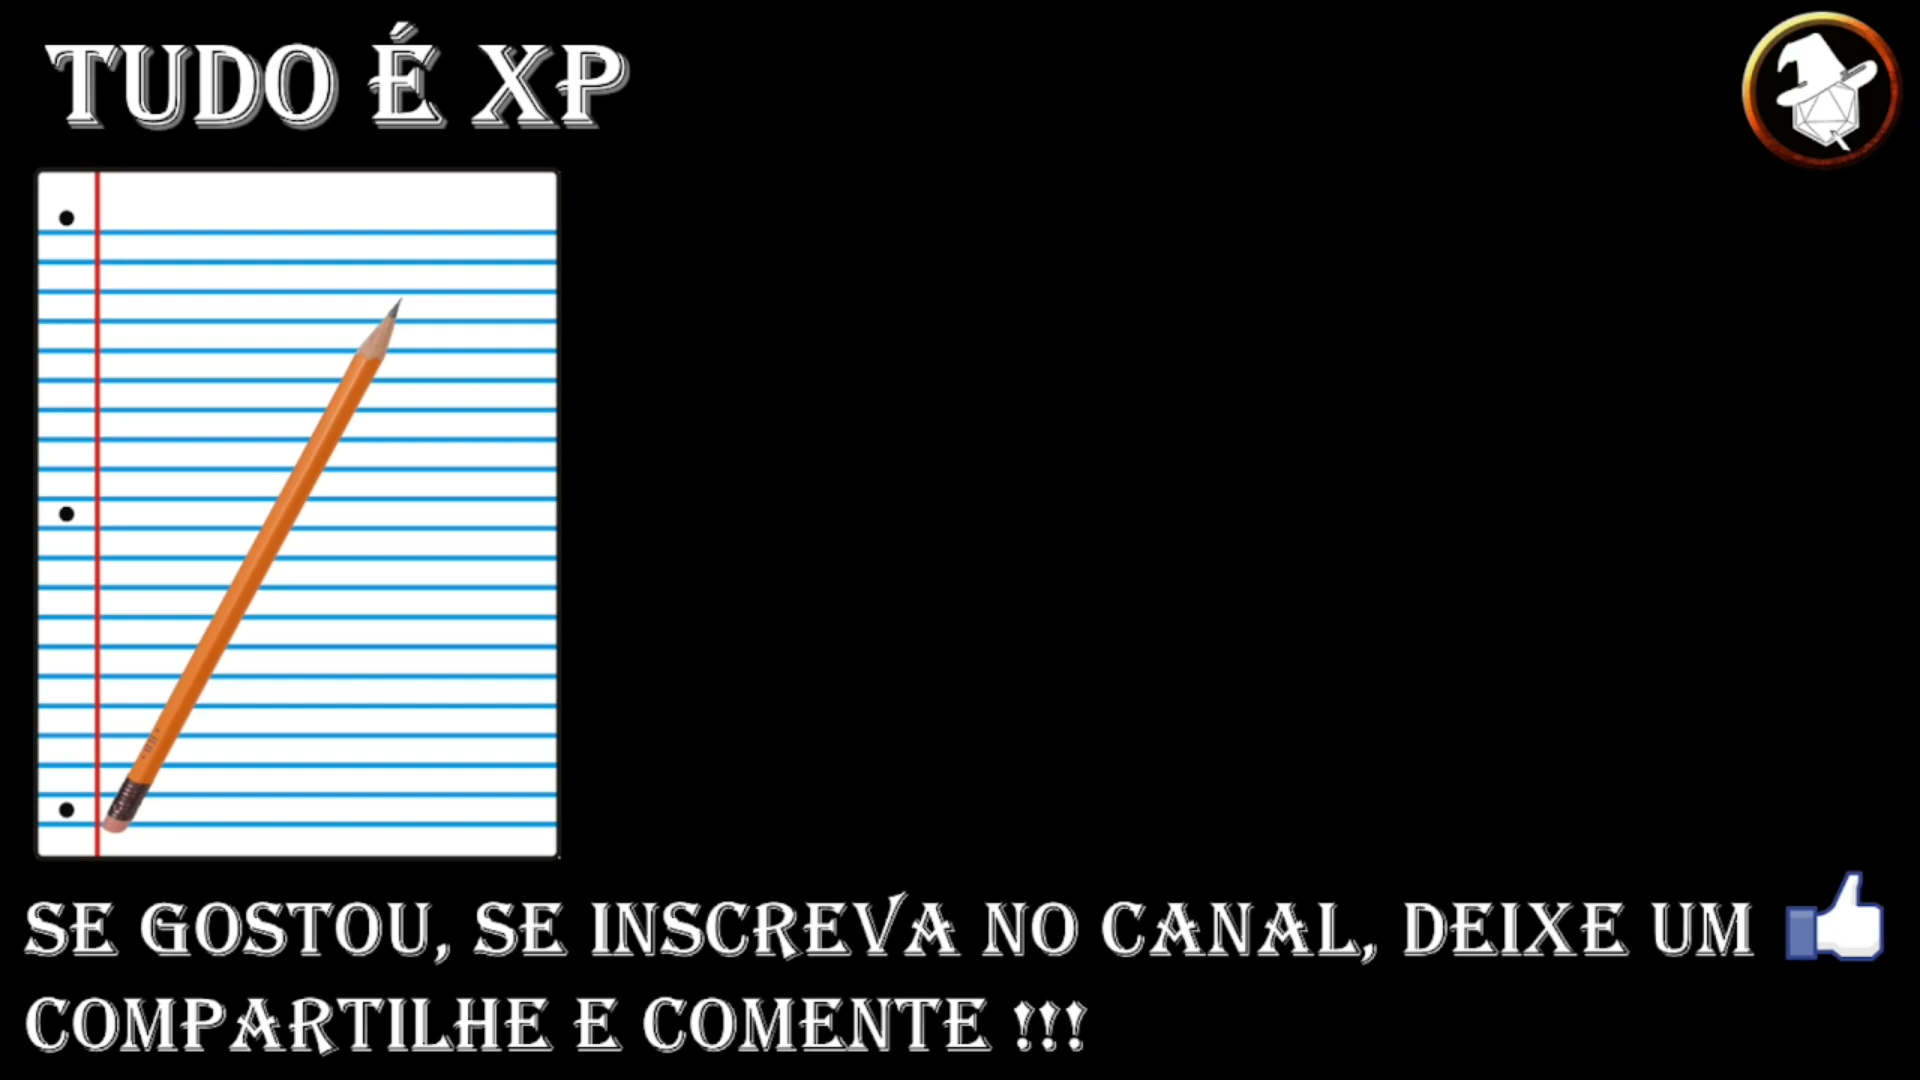 TUDO É XP
SE GOSTOU, SE INSCREVA NO CANAL, DEIXE UM
COMPARTILHE E COMENTE !!!